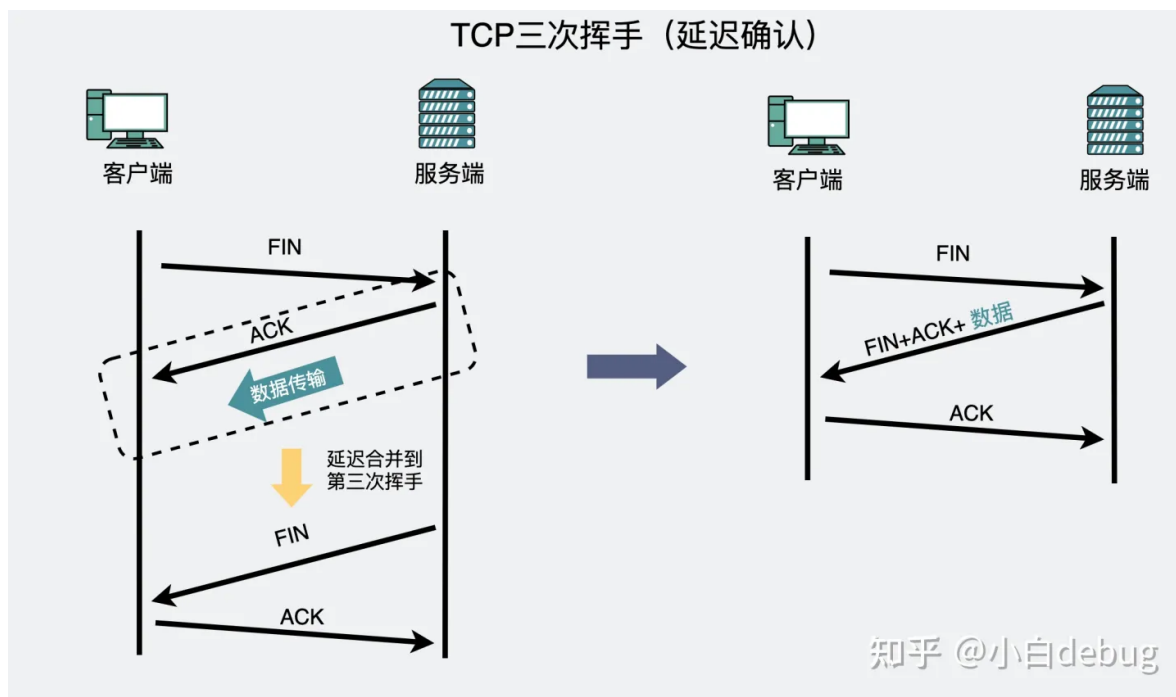 TCP三次挥手（延迟确认）
客户端
服务端
FIN
ACK
数据传输
延迟合并到
第三次挥手
FIN
ACK
客户端
服务端
FIN
FIN+ACK+ 数据
ACK
知乎 @小白debug